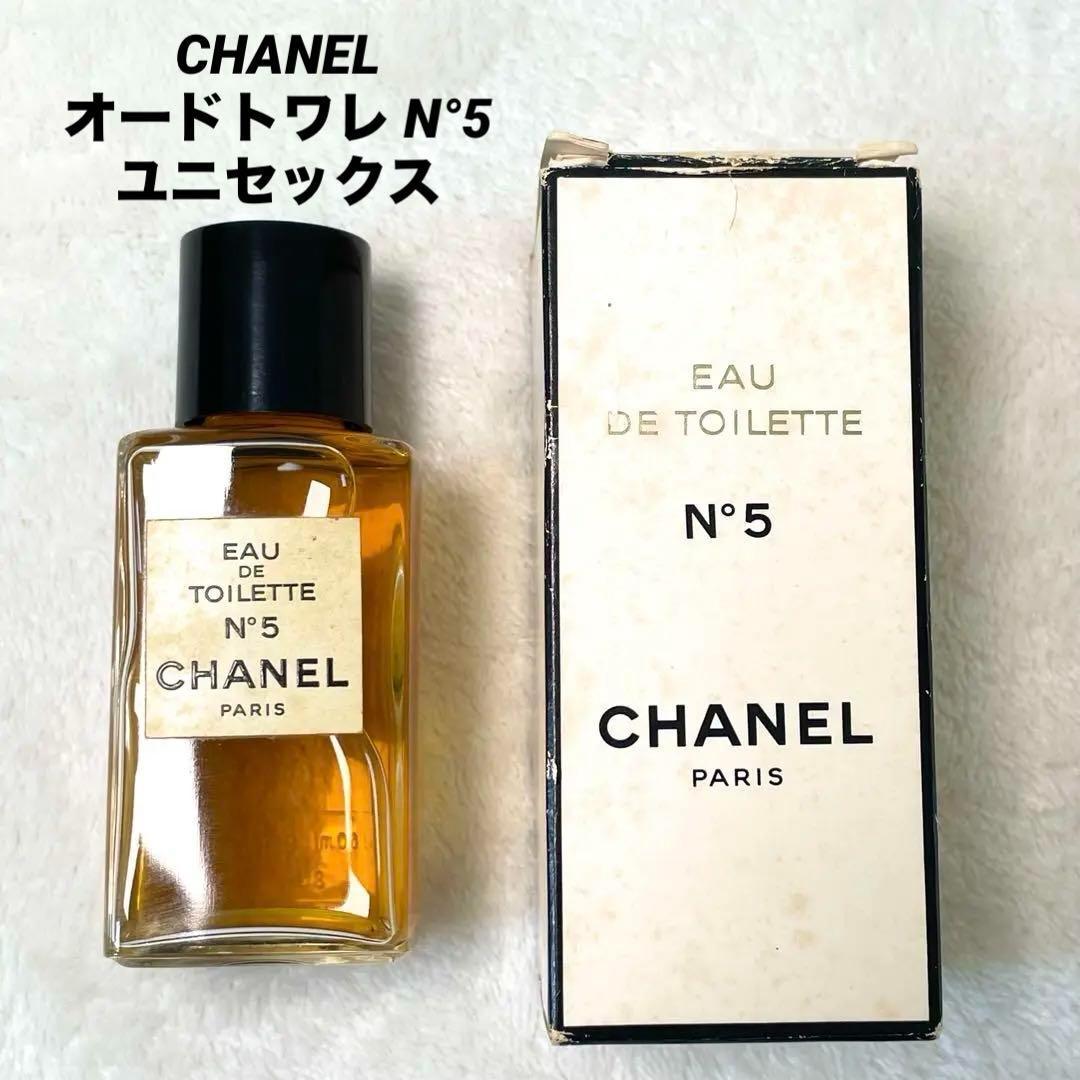 CHANEL
オードトワレ N°5
ユニセックス
EAU
DE
TOILETTE
N°5
CHANEL
PARIS
EAU
DE TOILETTE
N°5
CHANEL
PARIS